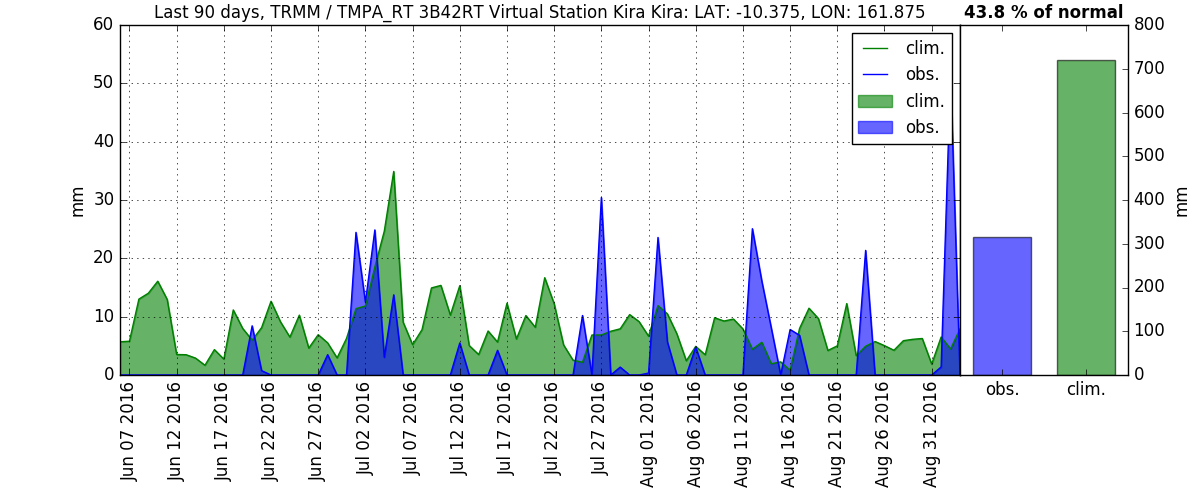 Last 90 days, TRMM / TMPA_RT 3B42RT Virtual Station Kira Kira: LAT: -10.375, LON: 161.875
43.8 % of normal
60
50
40
30
20
10
0
mm
clim.
obs.
clim.
obs.
Jun 07 2016
Jun 12 2016
Jun 17 2016
Jun 22 2016
Jun 27 2016
Jul 02 2016
Jul 07 2016
Jul 12 2016
Jul 17 2016
Jul 22 2016
Jul 27 2016
Aug 01 2016
Aug 06 2016
Aug 11 2016
Aug 16 2016
Aug 21 2016
Aug 26 2016
Aug 31 2016
800
700
600
500
400
300
200
100
0
mm
obs.
clim.